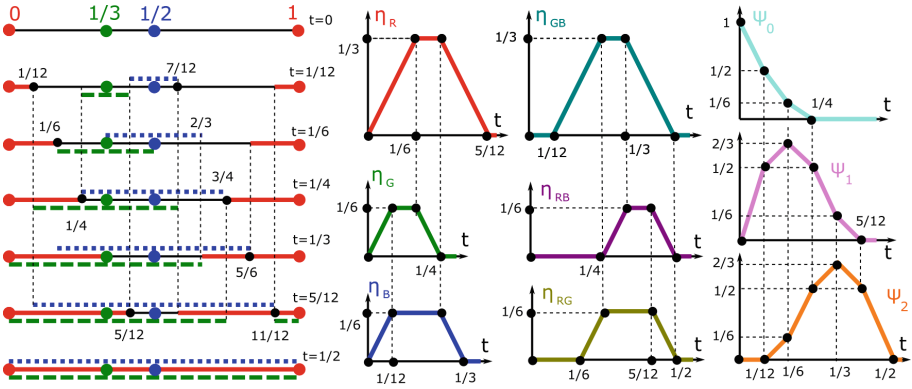 0 1/3 1/2 1 t=0
1/12 7/12 t=1/12
1/6 2/3 t=1/6
3/4 t=1/4
1/4
t=1/3
5/6
t=5/12
5/12 11/12
t=1/2
η_R
1/3
t
1/6 5/12
η_G
1/6
t
1/4
η_B
1/6
t
1/12 1/3
η_GB
1/3
t
1/12 1/3
η_RB
1/6
t
1/4
η_RG
1/6
t
1/6 5/12 1/2
Ψ_0
1
1/2
1/6
1/4
t
Ψ_1
2/3
1/2
1/6
5/12
t
Ψ_2
2/3
1/2
1/6
t
1/12 1/6 1/3 1/2